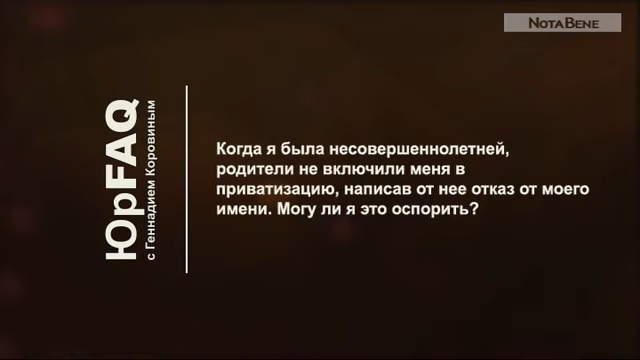 NOTABENE
ЮрFAQ
с Геннадием Коровиным
Когда я была несовершеннолетней,
родители не включили меня в
приватизацию, написав от нее отказ от моего
имени. Могу ли я это оспорить?